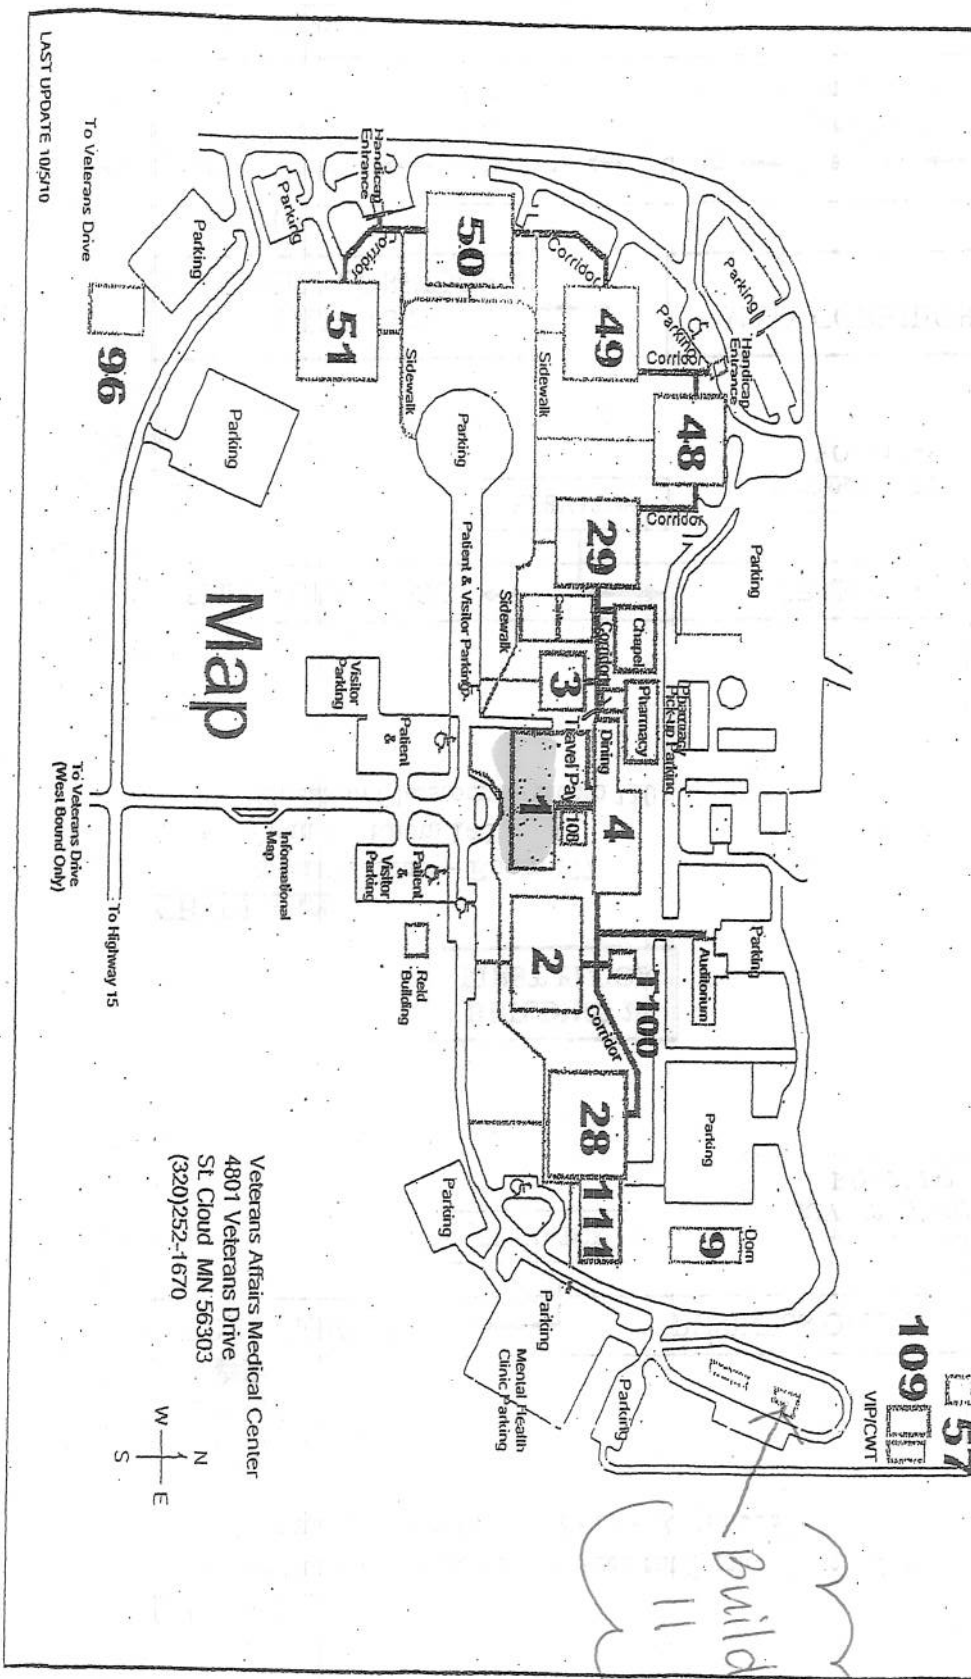 LAST UPDATE 10/5/10
To Veterans Drive
96
Parking
Parking
Handicap
Entrance
Corridor
50
51
Corridor
49
Parking
Parking
Handicap
Entrance
Corridor
48
Corridor
29
Sidewalk
Sidewalk
Sidewalk
Parking
Parking
Patient & Visitor Parking
Parking
Canteen
Corridor
Chapel
3
Pharmacy
Pharmacy
Pick-up Parking
Dining
Travel Pay
1
108
4
Map
Visitor
Parking
Patient
&
Patient
&
Visitor
Parking
Informational
Map
To Veterans Drive
(West Bound Only)
To Highway 15
Reid
Building
2
T100
Corridor
Auditorium
Parking
Parking
28
111
9
Dom
Parking
Parking
Mental Health
Clinic Parking
Parking
109
57
VIP/CWT
Build
11
Veterans Affairs Medical Center
4801 Veterans Drive
St. Cloud MN 56303
(320)252-1670
N
W
E
S